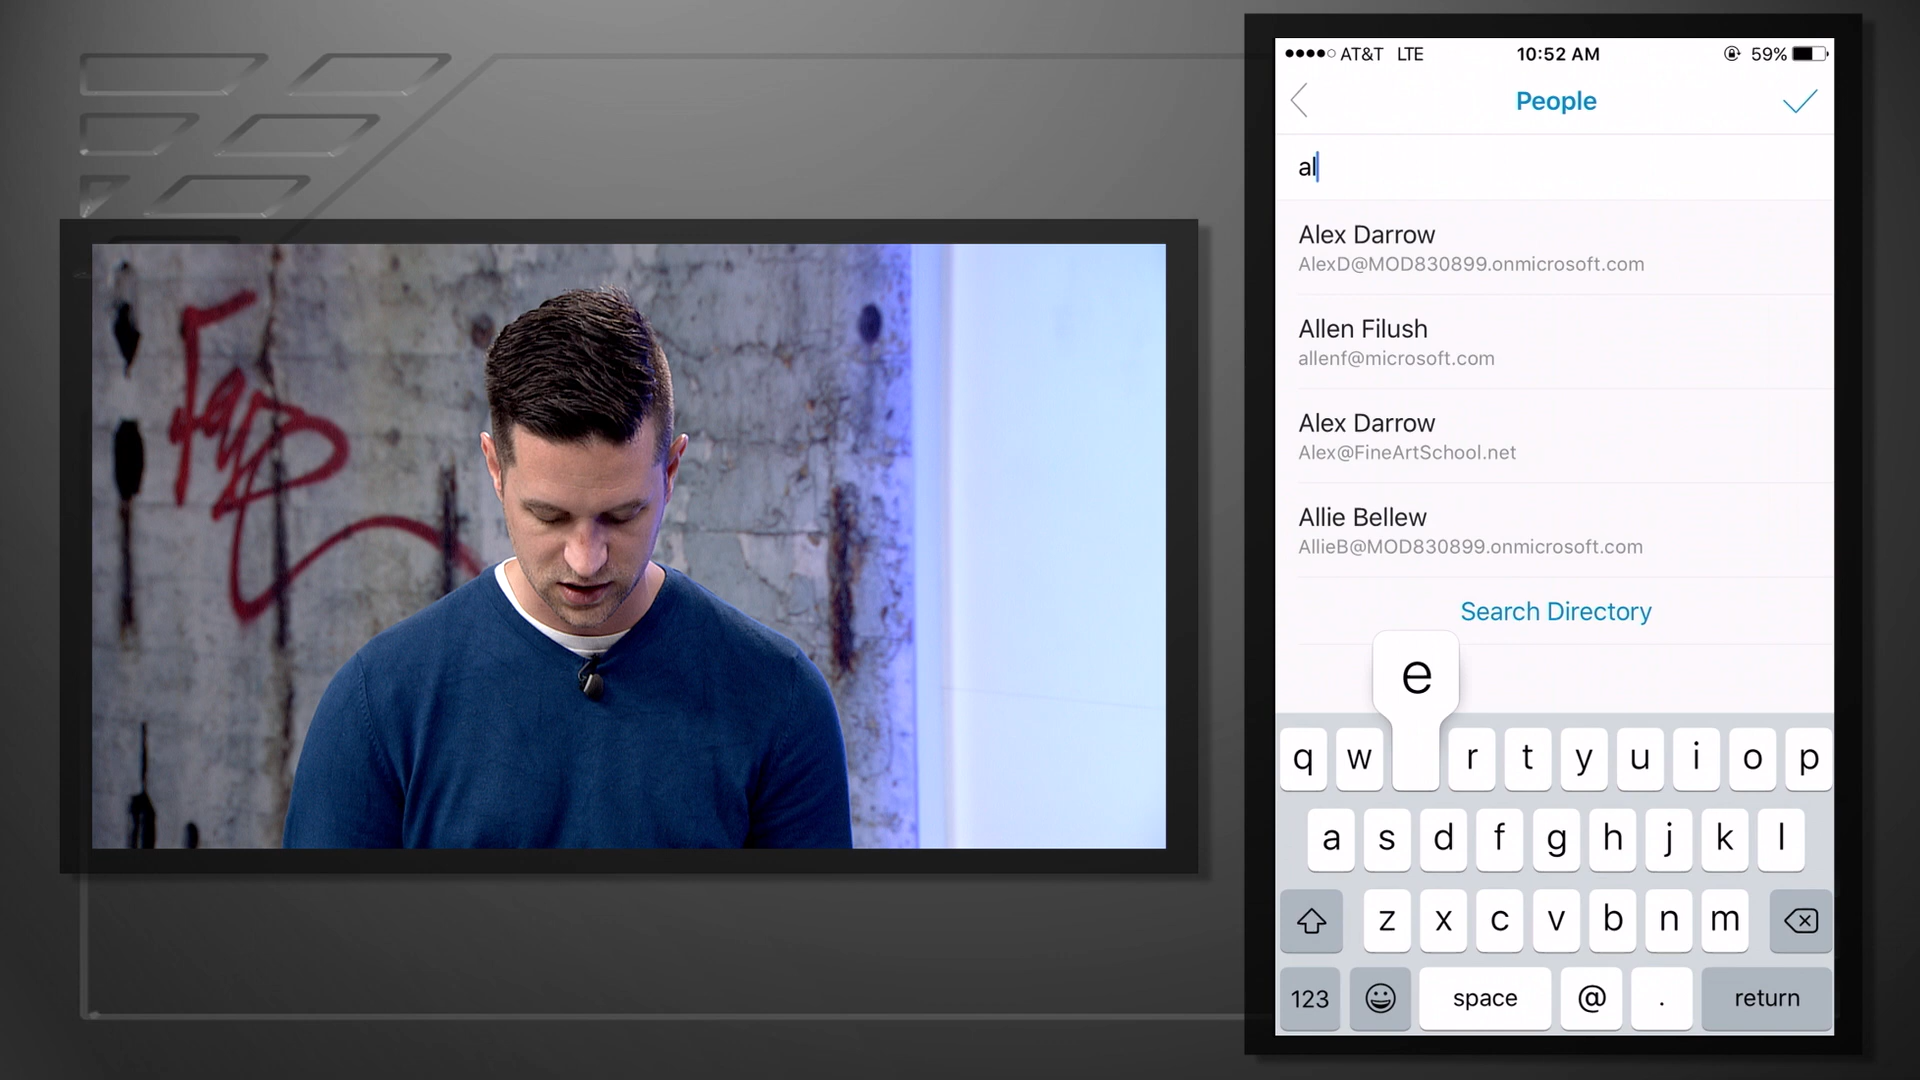 AT&T LTE 10:52 AM 59%
People
al
Alex Darrow
AlexD@MOD830899.onmicrosoft.com
Allen Filush
allenf@microsoft.com
Alex Darrow
Alex@FineArtSchool.net
Allie Bellew
AllieB@MOD830899.onmicrosoft.com
Search Directory
e
q w r t y u i o p
a s d f g h j k l
z x c v b n m
123 space @ . return